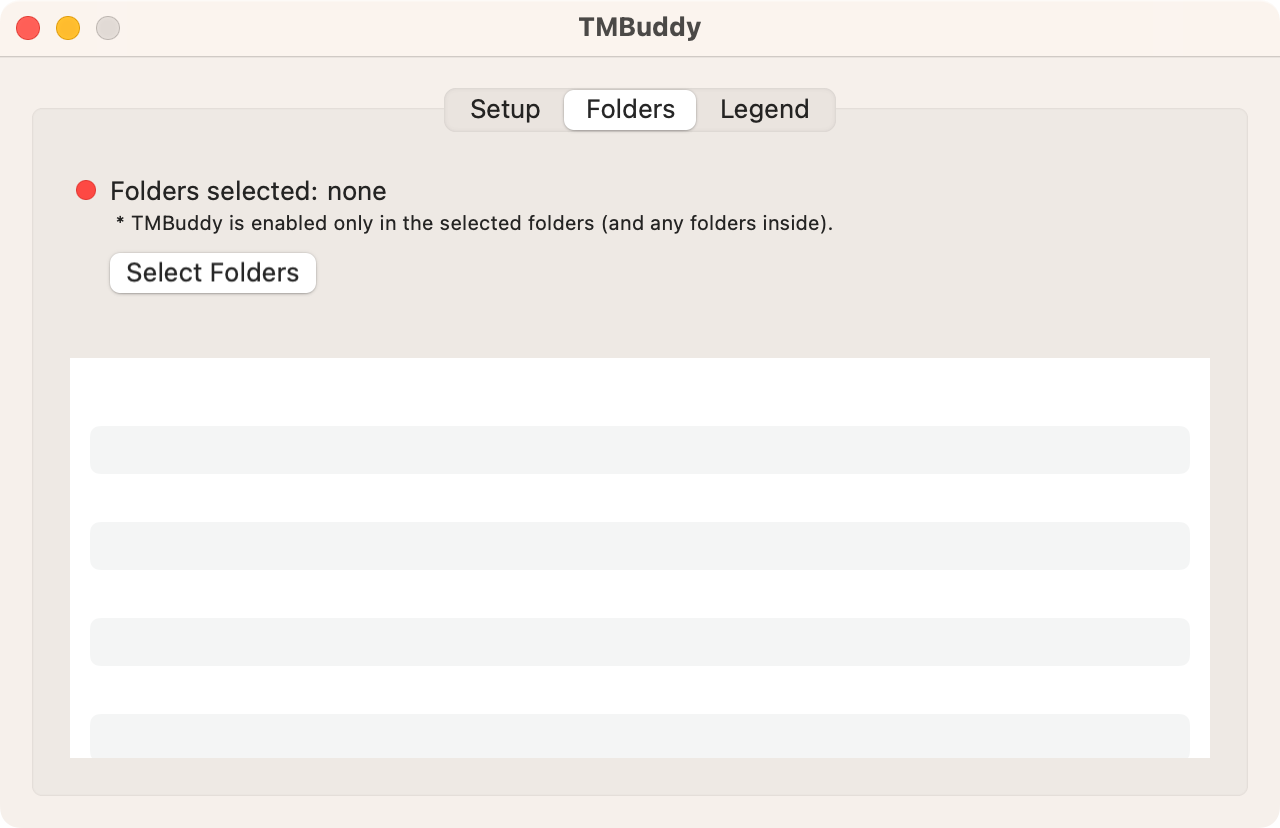 TMBuddy
Setup Folders Legend
Folders selected: none
* TMBuddy is enabled only in the selected folders (and any folders inside).
Select Folders